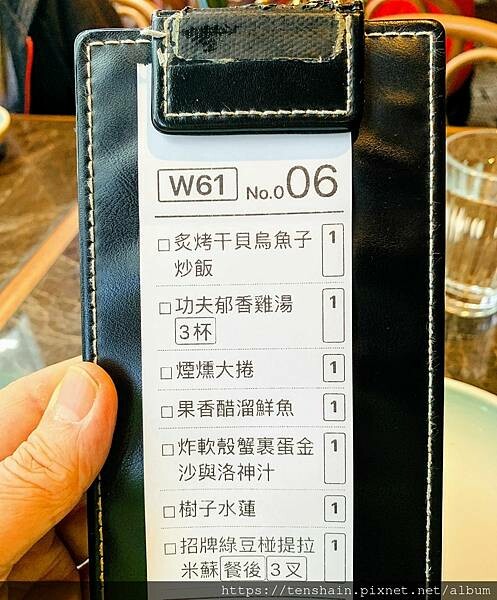 W61 No.006
□炙烤干貝烏魚子 1
炒飯
□功夫郁香雞湯 1
3杯
□煙燻大捲 1
□果香醋溜鮮魚 1
□炸軟殼蟹裹蛋金 1
沙與洛神汁
□樹子水蓮 1
□招牌綠豆椪提拉 1
米蘇 餐後 3叉
https://tenshain.pixnet.net/album